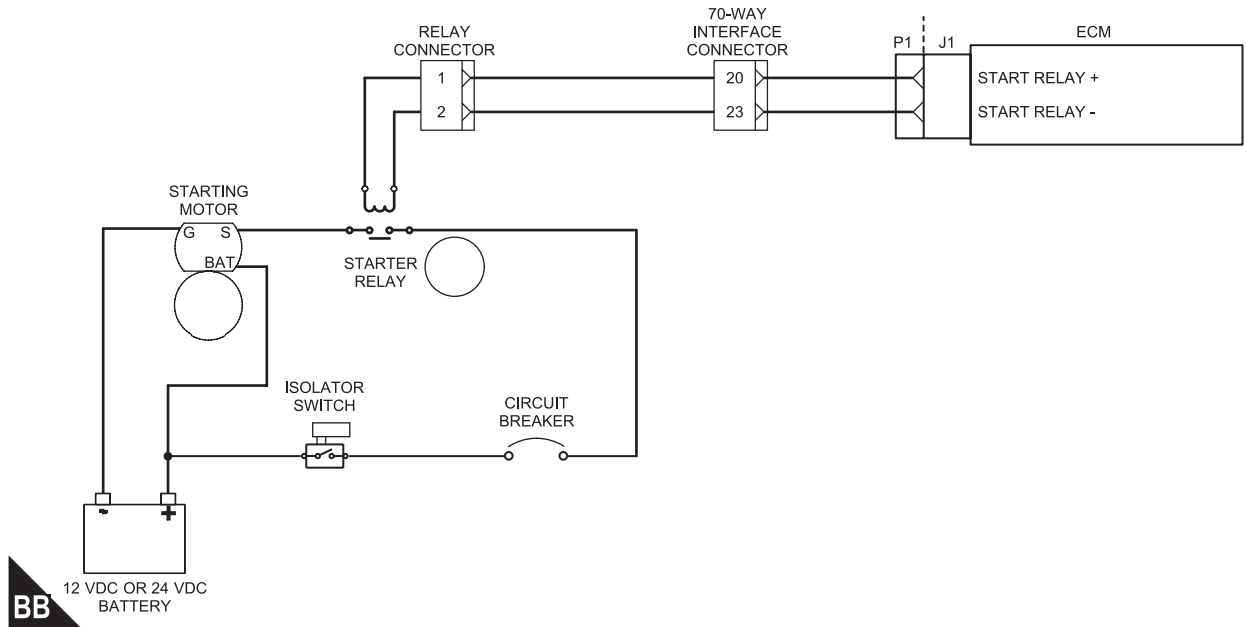 70-WAY
INTERFACE
CONNECTOR
RELAY
CONNECTOR
P1
J1
ECM
1
20
START RELAY +
2
23
START RELAY -
STARTING
MOTOR
G
S
BAT
STARTER
RELAY
ISOLATOR
SWITCH
CIRCUIT
BREAKER
-
+
12 VDC OR 24 VDC
BATTERY
BB